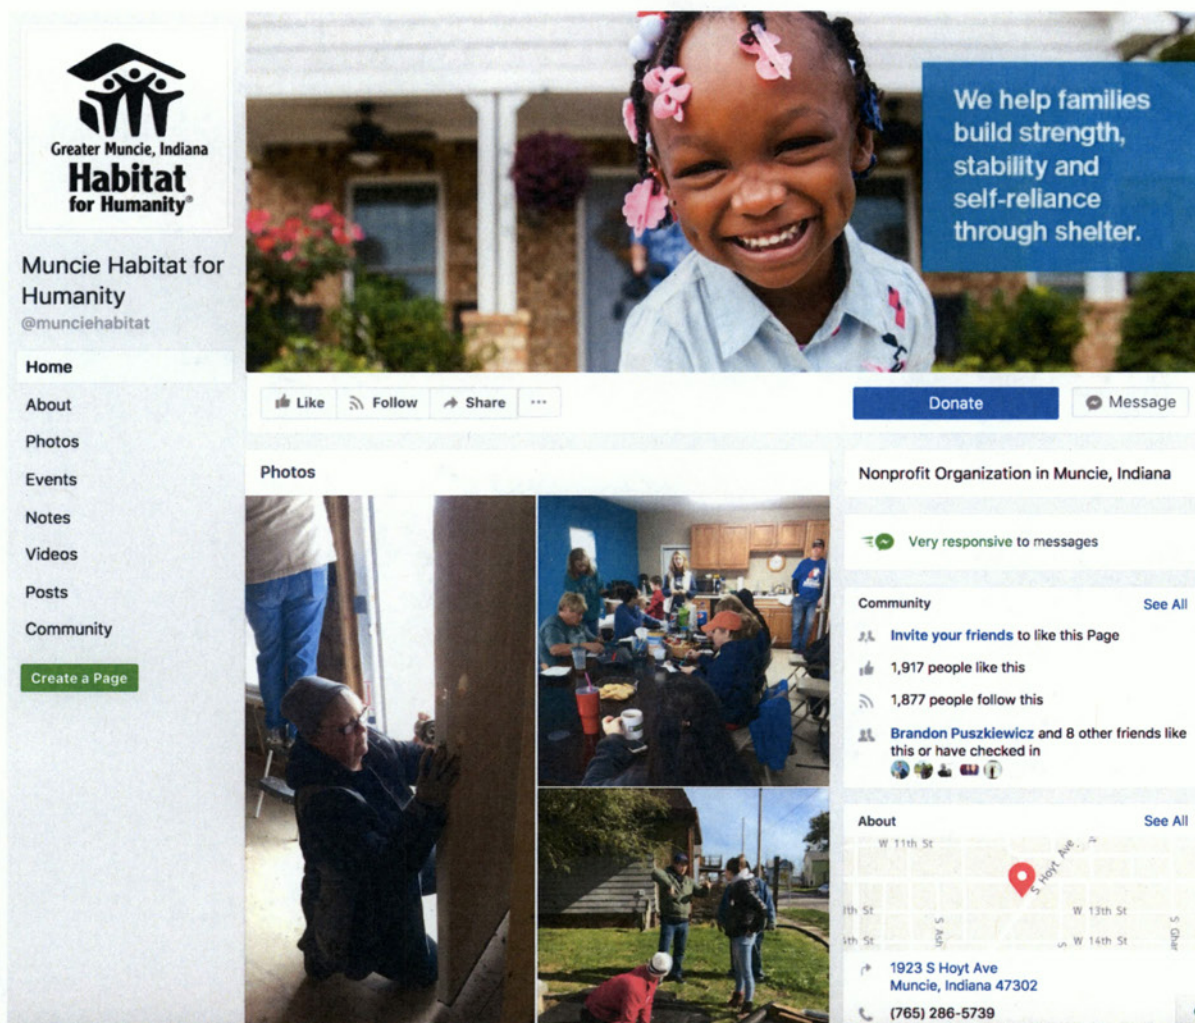 Greater Muncie, Indiana
Habitat
for Humanity®
Muncie Habitat for
Humanity
@munciehabitat
Home
About
Photos
Events
Notes
Videos
Posts
Community
Create a Page
We help families
build strength,
stability and
self-reliance
through shelter.
Like
Follow
Share
Donate
Message
Photos
Nonprofit Organization in Muncie, Indiana
Very responsive to messages
Community
See All
Invite your friends to like this Page
1,917 people like this
1,877 people follow this
Brandon Puszkiewicz and 8 other friends like
this or have checked in
About
See All
W 11th St
S Hoyt Ave
W 13th St
S Ash
W 14th St
1923 S Hoyt Ave
Muncie, Indiana 47302
(765) 286-5739